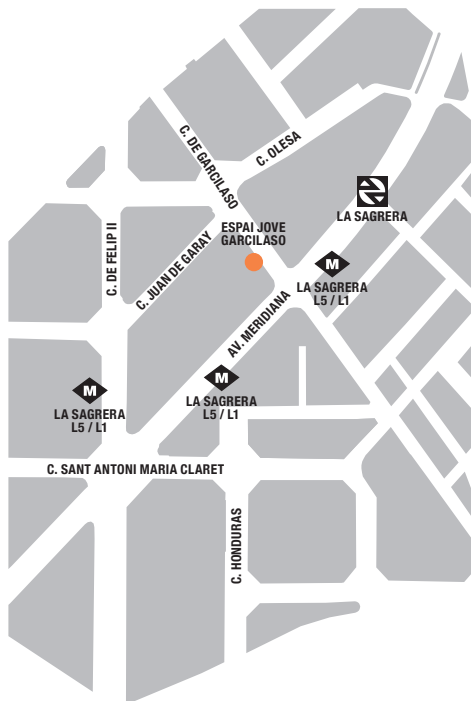 C. DE GARCILASO
C. OLESA
LA SAGRERA
ESPAI JOVE
GARCILASO
C. DE FELIP II
C. JUAN DE GARAY
M
LA SAGRERA
L5 / L1
AV. MERIDIANA
M
LA SAGRERA
L5 / L1
M
LA SAGRERA
L5 / L1
C. SANT ANTONI MARIA CLARET
C. HONDURAS